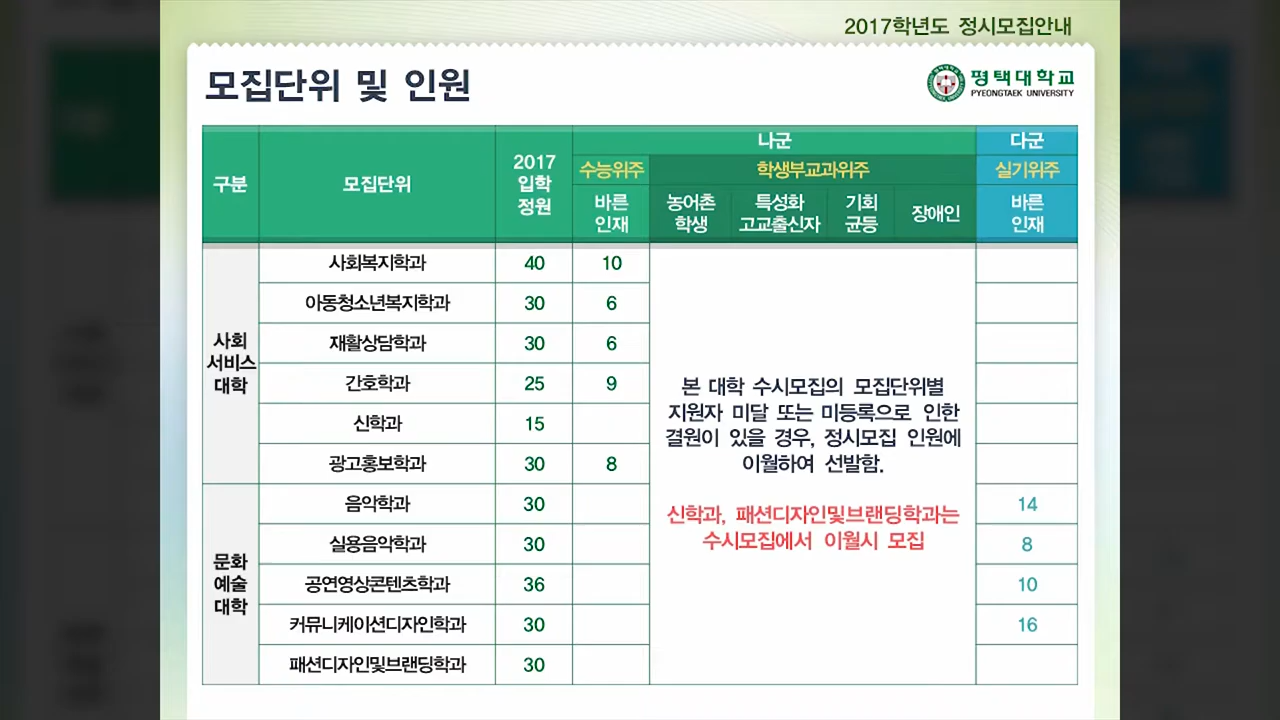 2017학년도 정시모집안내
모집단위 및 인원
평택대학교
PYEONGTAEK UNIVERSITY
구분
모집단위
2017
입학
정원
나군
다군
수능위주
학생부교과위주
실기위주
바른
인재
농어촌
학생
특성화
고교출신자
기회
균등
장애인
바른
인재
사회
서비스
대학
사회복지학과 40 10
아동청소년복지학과 30 6
재활상담학과 30 6
간호학과 25 9
신학과 15
광고홍보학과 30 8
문화
예술
대학
음악학과 30 14
실용음악학과 30 8
공연영상콘텐츠학과 36 10
커뮤니케이션디자인학과 30 16
패션디자인및브랜딩학과 30
본 대학 수시모집의 모집단위별
지원자 미달 또는 미등록으로 인한
결원이 있을 경우, 정시모집 인원에
이월하여 선발함.
신학과, 패션디자인및브랜딩학과는
수시모집에서 이월시 모집